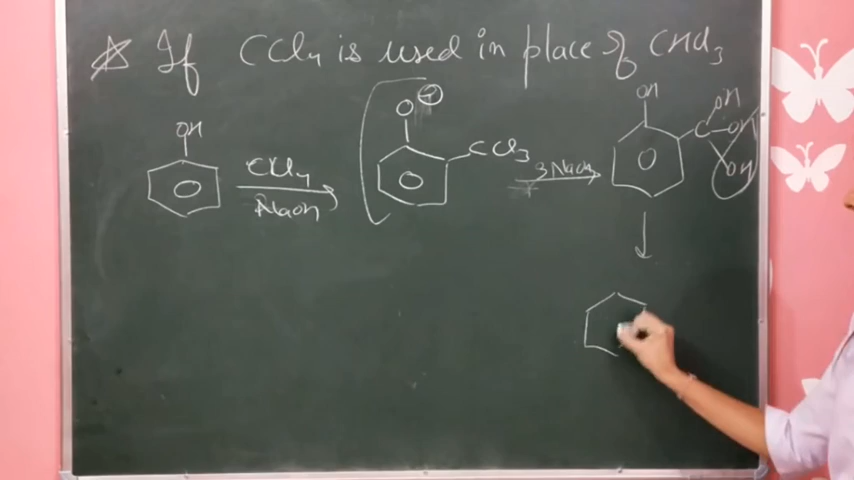 If CCl4 is used in place of CHCl3
OH
CCl4
NaOH
O
CCl3
3 NaOH
OH
C
OH
OH
OH